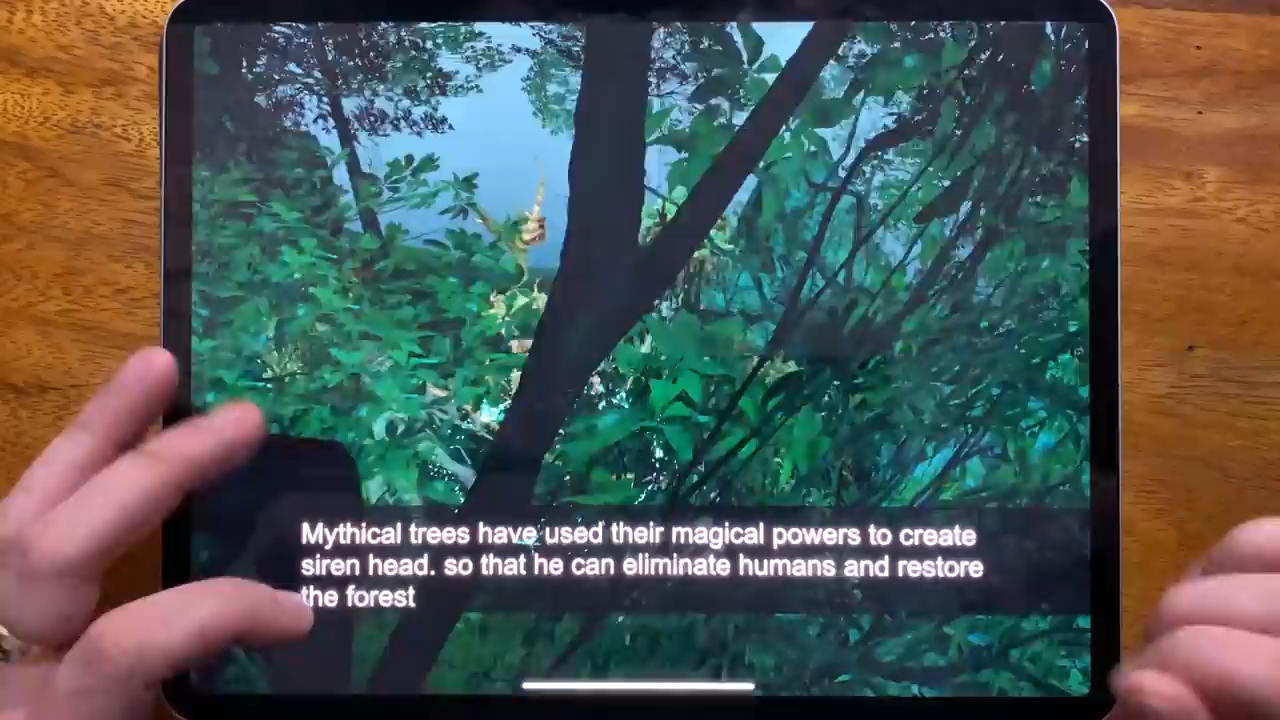 Mythical trees have used their magical powers to create
siren head. so that he can eliminate humans and restore
the forest